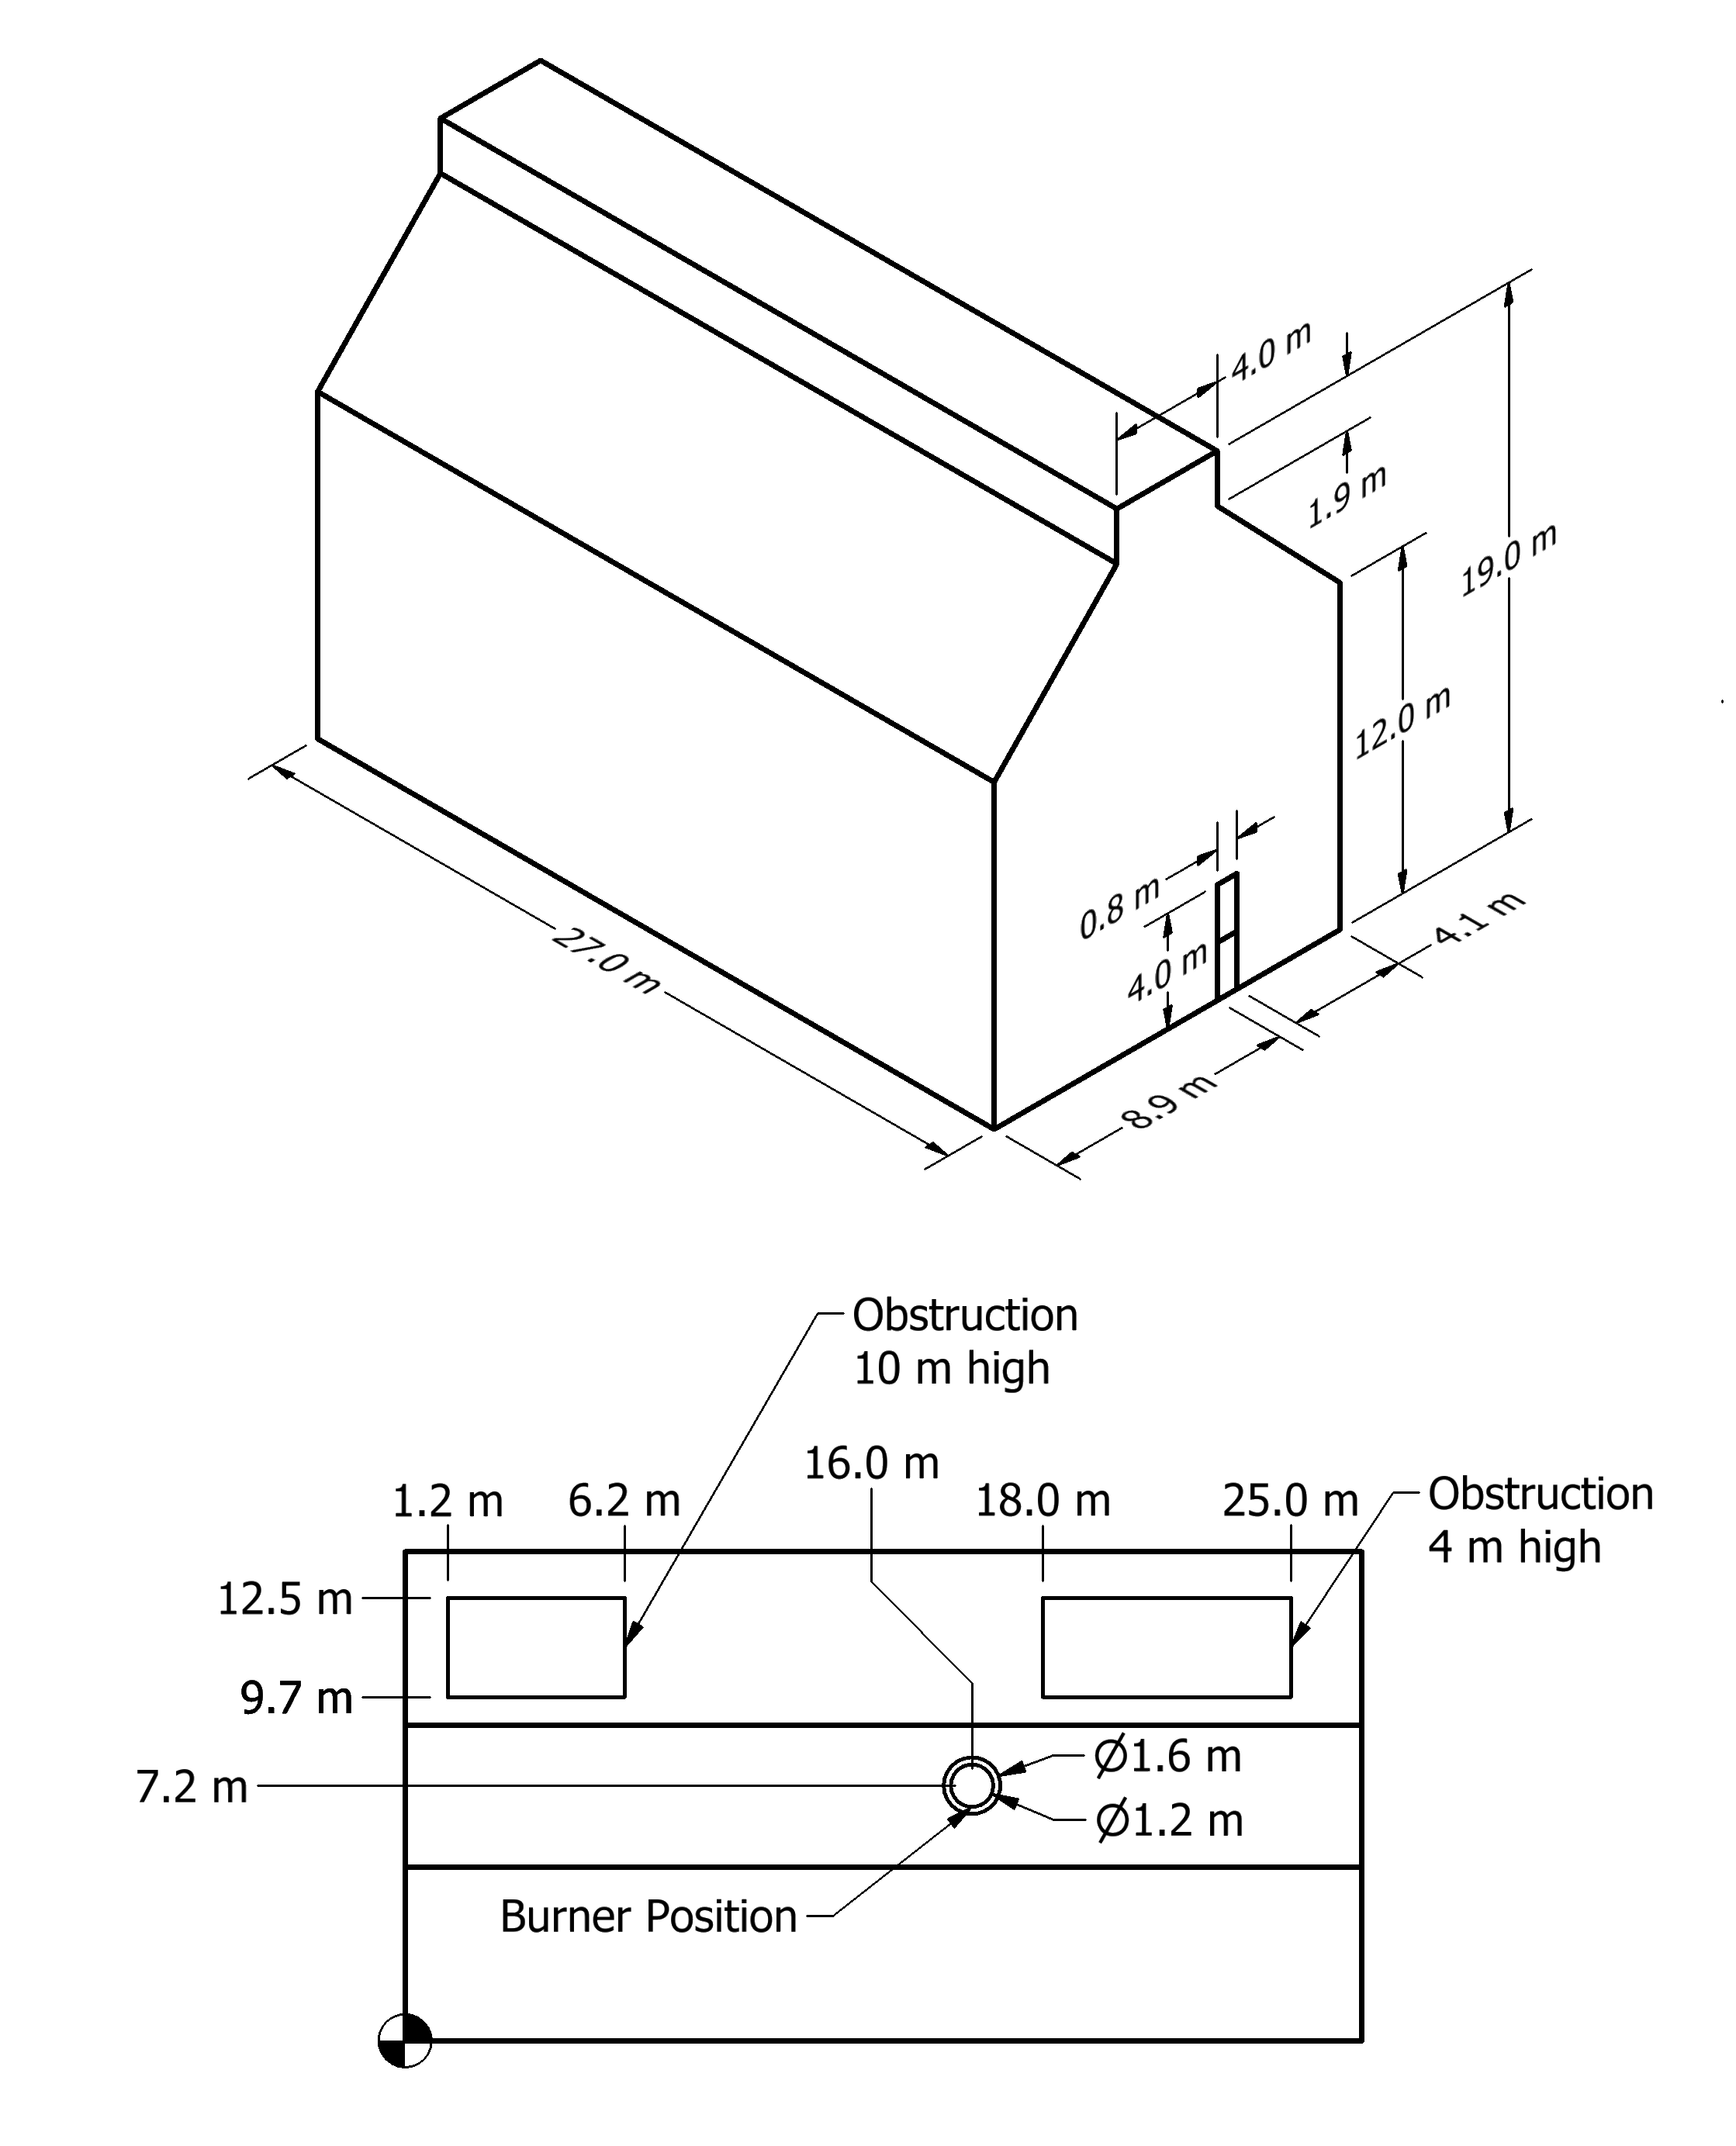 4.0 m
1.9 m
19.0 m
12.0 m
0.8 m
4.0 m
4.1 m
27.0 m
8.9 m
Obstruction
10 m high
16.0 m
1.2 m 6.2 m 18.0 m 25.0 m
Obstruction
4 m high
12.5 m
9.7 m
Ø1.6 m
7.2 m
Ø1.2 m
Burner Position